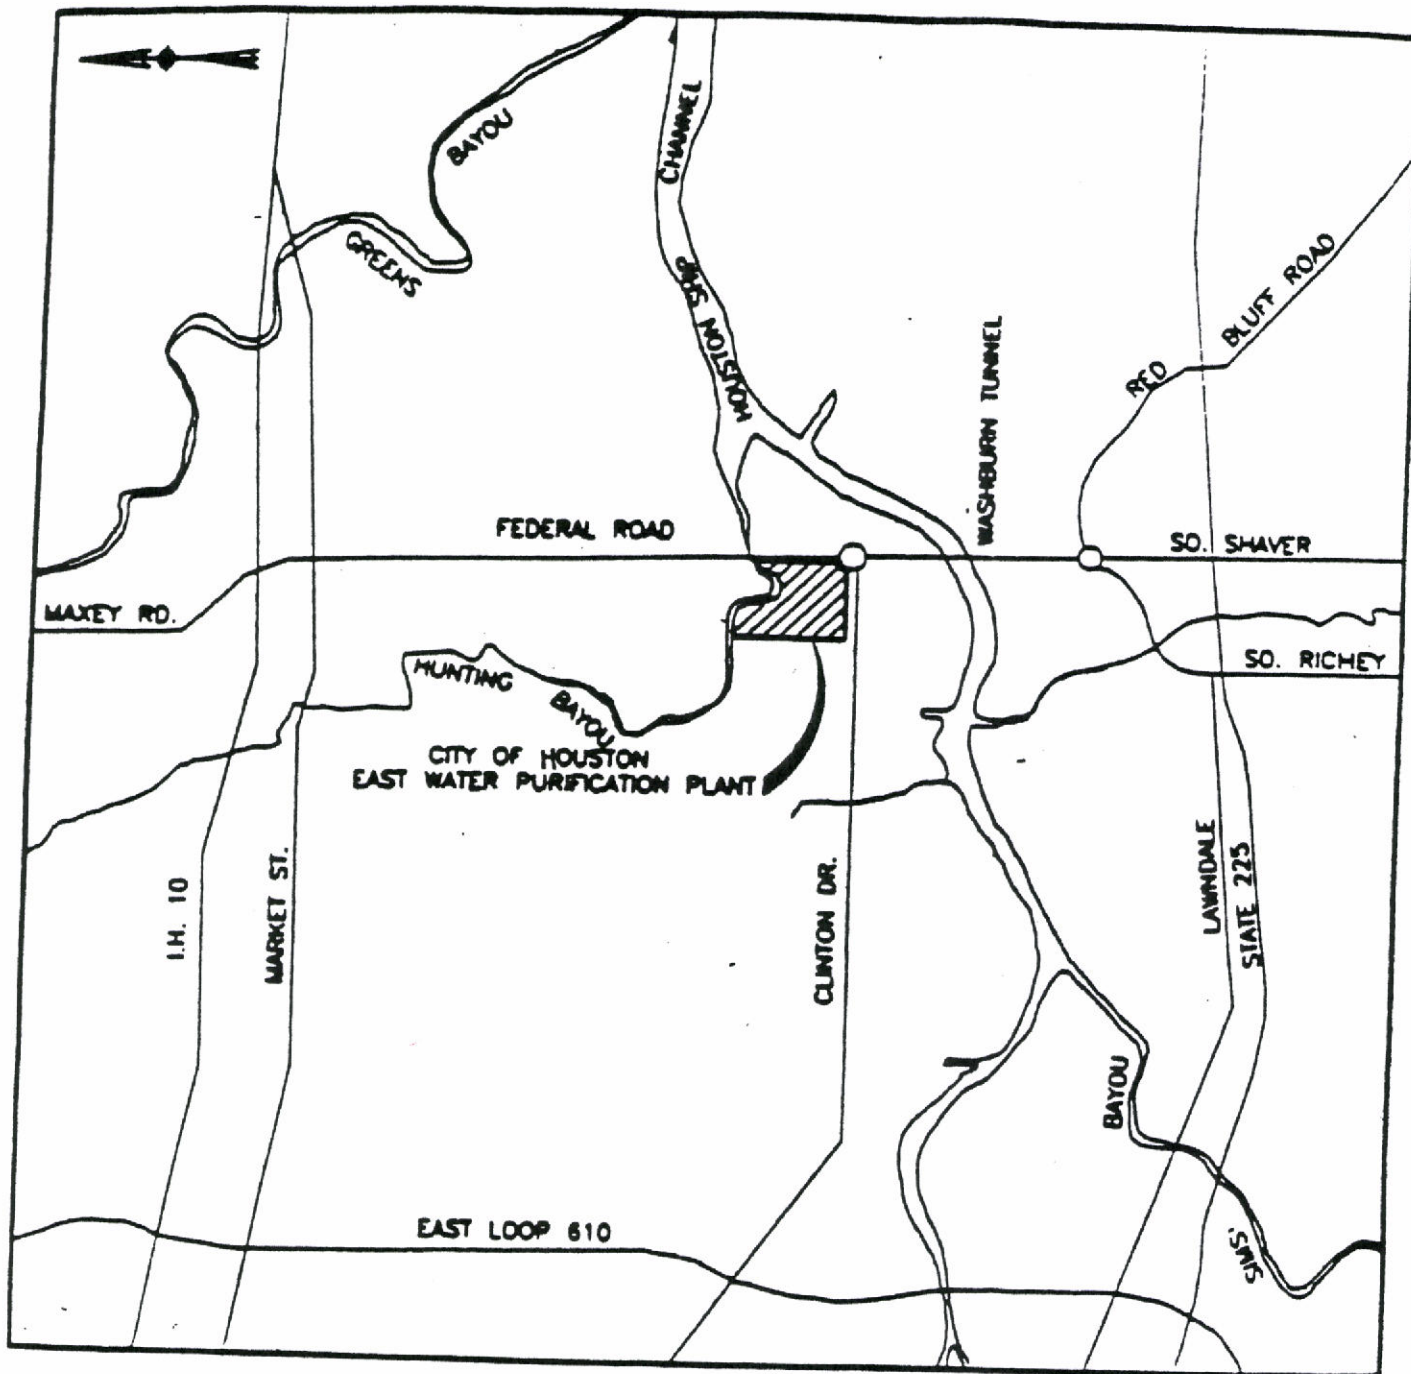 BAYOU
GREENS
CHANNEL
HOUSTON SHIP
WASHBURN TUNNEL
RED
BLUFF ROAD
FEDERAL ROAD
SO. SHAVER
MAXEY RD.
SO. RICHEY
HUNTING
BAYOU
CITY OF HOUSTON
EAST WATER PURIFICATION PLANT
I.H. 10
MARKET ST.
CLINTON DR.
LAWNDALE
STATE 225
BAYOU
SIMS
EAST LOOP 610